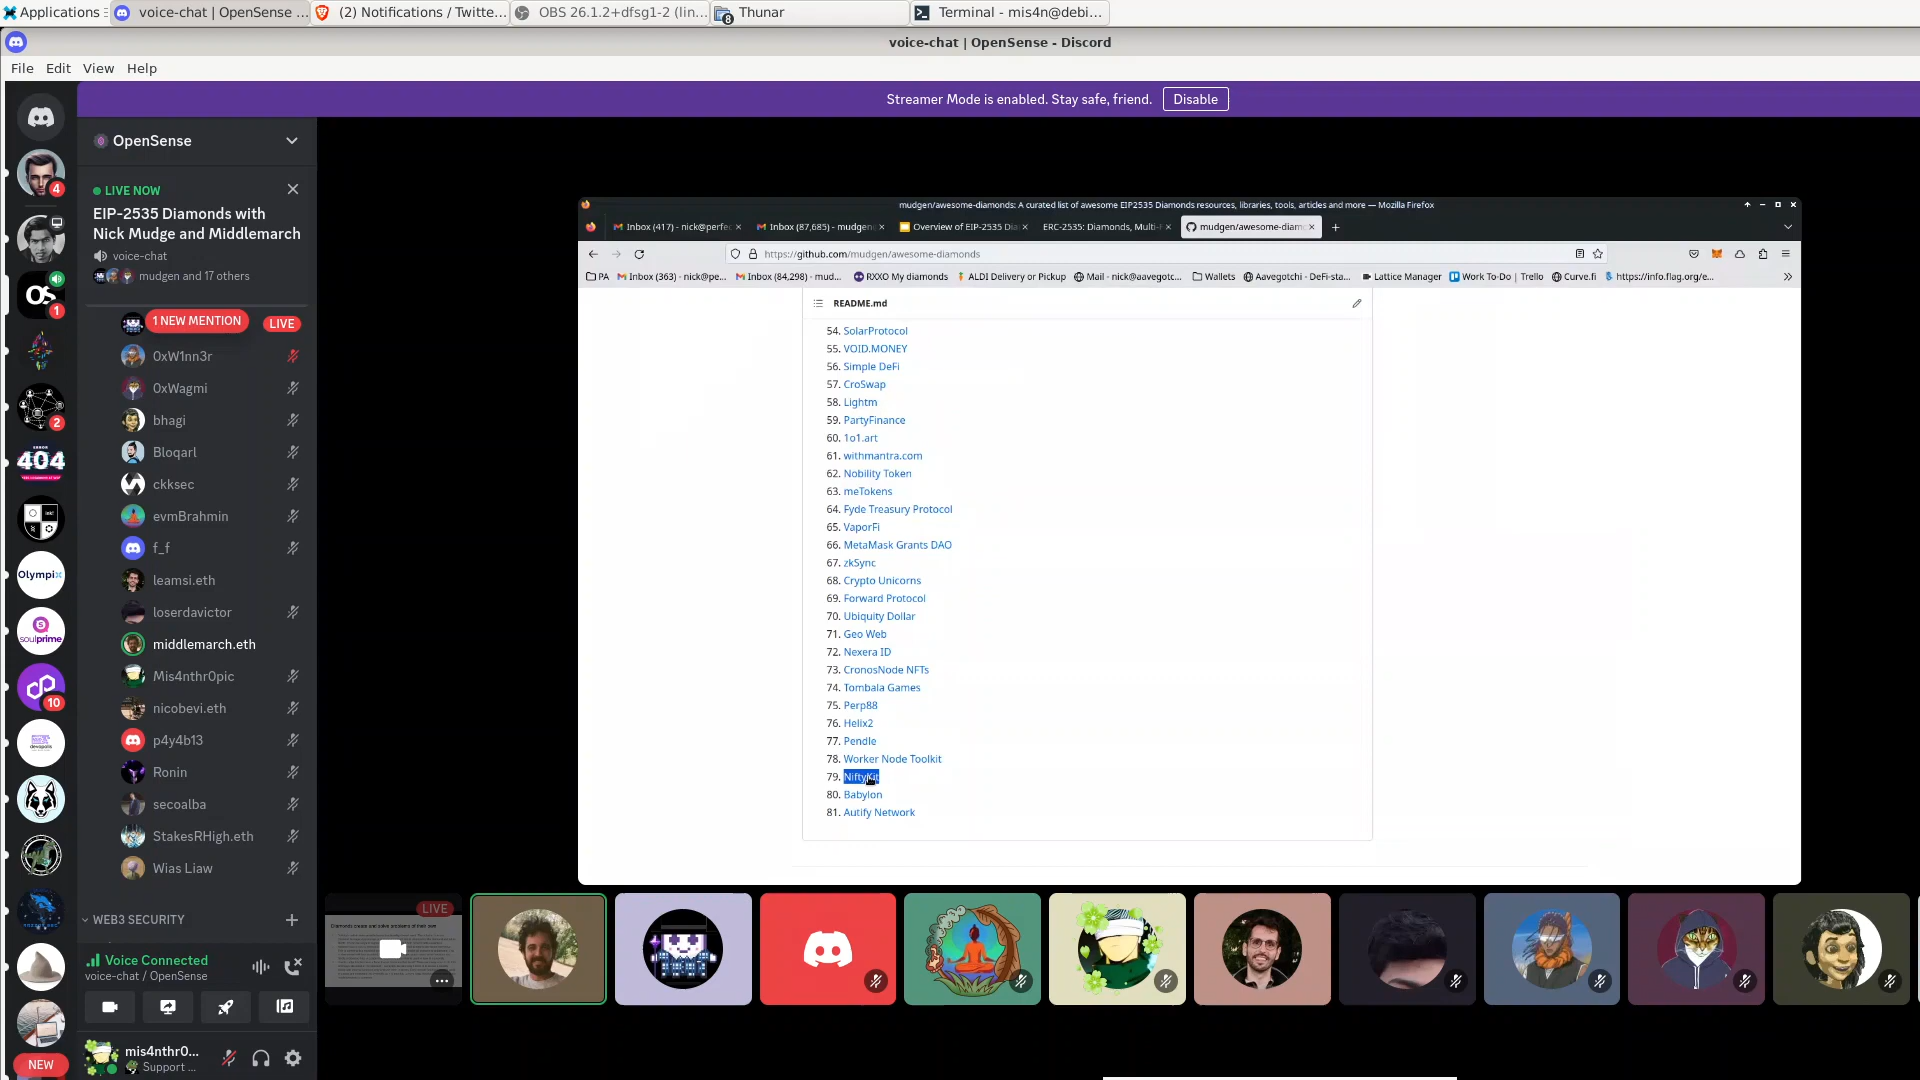 Applications
voice-chat | OpenSense ...
(2) Notifications / Twitte...
OBS 26.1.2+dfsg1-2 (lin...
8
Thunar
Terminal - mis4n@debi...
voice-chat | OpenSense - Discord
File
Edit
View
Help
Streamer Mode is enabled. Stay safe, friend.
Disable
4
OS
1
2
ERROR
404
Olympix
soulprime
10
NEW
OpenSense
LIVE NOW
EIP-2535 Diamonds with
Nick Mudge and Middlemarch
voice-chat
mudgen and 17 others
1 NEW MENTION
LIVE
0xW1nn3r
0xWagmi
bhagi
Bloqarl
ckksec
evmBrahmin
f_f
leamsi.eth
loserdavictor
middlemarch.eth
Mis4nthr0pic
nicobevi.eth
p4y4b13
Ronin
secoalba
StakesRHigh.eth
Wias Liaw
WEB3 SECURITY
Voice Connected
voice-chat / OpenSense
mis4nthr0...
Support ...
mudgen/awesome-diamonds: A curated list of awesome EIP2535 Diamonds resources, libraries, tools, articles and more — Mozilla Firefox
Inbox (417) - nick@perfe
Inbox (87,685) - mudgen
Overview of EIP-2535 Dia
ERC-2535: Diamonds, Multi-F
mudgen/awesome-diam
https://github.com/mudgen/awesome-diamonds
PA
Inbox (363) - nick@pe...
Inbox (84,298) - mud...
RXXO My diamonds
ALDI Delivery or Pickup
Mail - nick@aavegotc...
Wallets
Aavegotchi - DeFi-sta...
Lattice Manager
Work To-Do | Trello
Curve.fi
https://info.flag.org/e...
README.md
54. SolarProtocol
55. VOID.MONEY
56. Simple DeFi
57. CroSwap
58. Lightm
59. PartyFinance
60. 1o1.art
61. withmantra.com
62. Nobility Token
63. meTokens
64. Fyde Treasury Protocol
65. VaporFi
66. MetaMask Grants DAO
67. zkSync
68. Crypto Unicorns
69. Forward Protocol
70. Ubiquity Dollar
71. Geo Web
72. Nexera ID
73. CronosNode NFTs
74. Tombala Games
75. Perp88
76. Helix2
77. Pendle
78. Worker Node Toolkit
79. NiftyKit
80. Babylon
81. Autify Network
LIVE